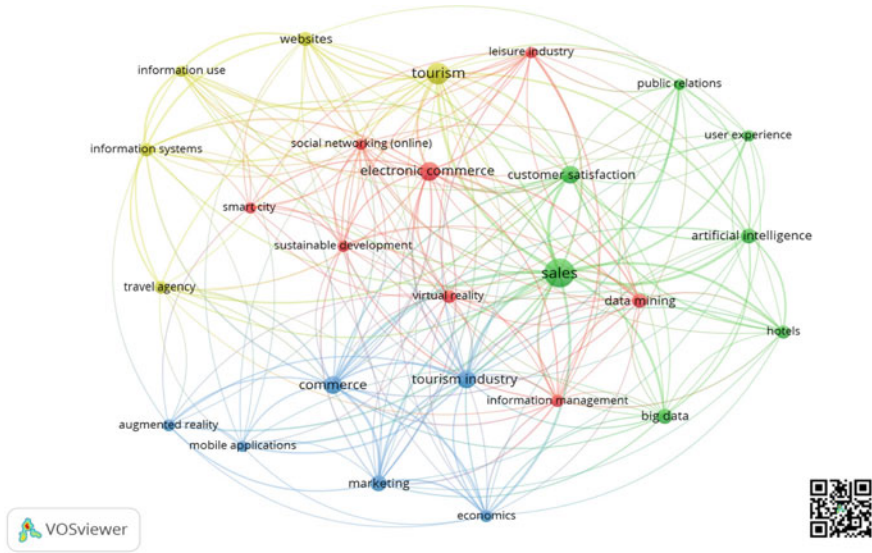 websites
information use
tourism
leisure industry
public relations
user experience
information systems
social networking (online)
electronic commerce
customer satisfaction
smart city
sustainable development
artificial intelligence
sales
travel agency
virtual reality
data mining
hotels
commerce
tourism industry
information management
big data
augmented reality
mobile applications
marketing
economics
VOSviewer